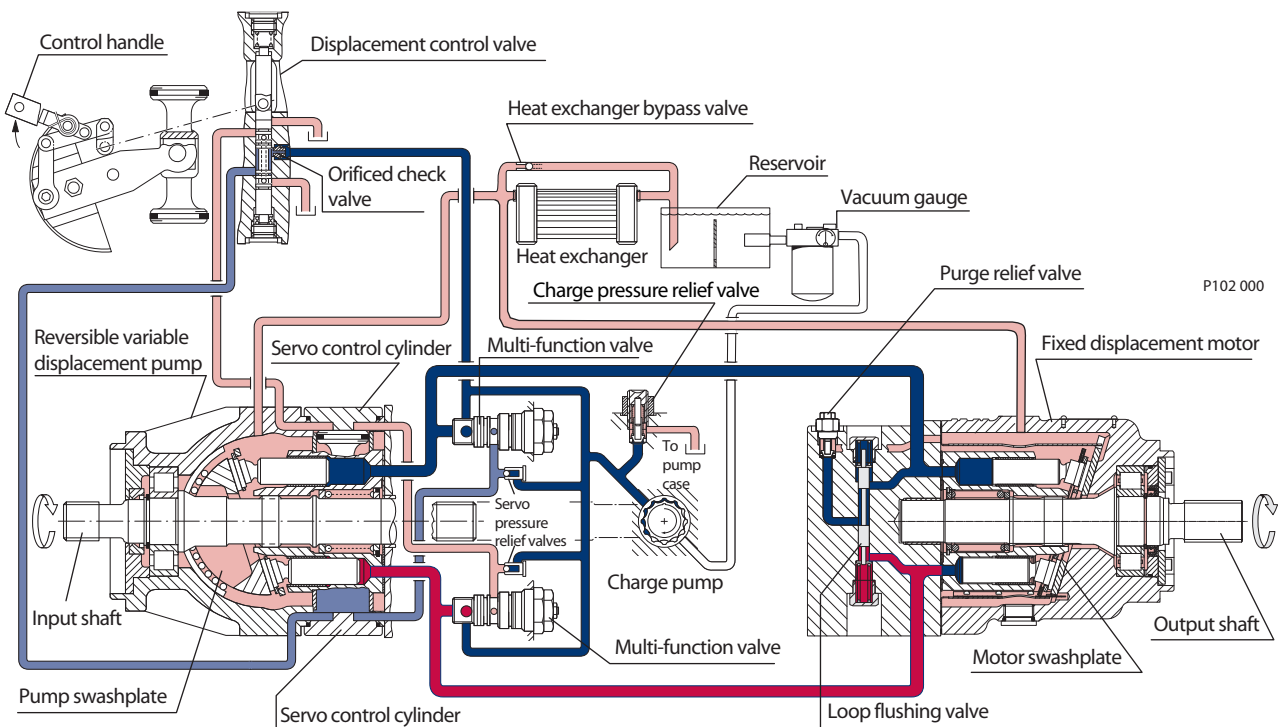 Control handle
Displacement control valve
Heat exchanger bypass valve
Reservoir
Orificed check
valve
Vacuum gauge
Heat exchanger
Purge relief valve
P102 000
Charge pressure relief valve
Reversible variable
displacement pump
Servo control cylinder
Multi-function valve
Fixed displacement motor
To
pump
case
Servo
pressure
relief valves
Charge pump
Input shaft
Output shaft
Multi-function valve
Motor swashplate
Pump swashplate
Servo control cylinder
Loop flushing valve